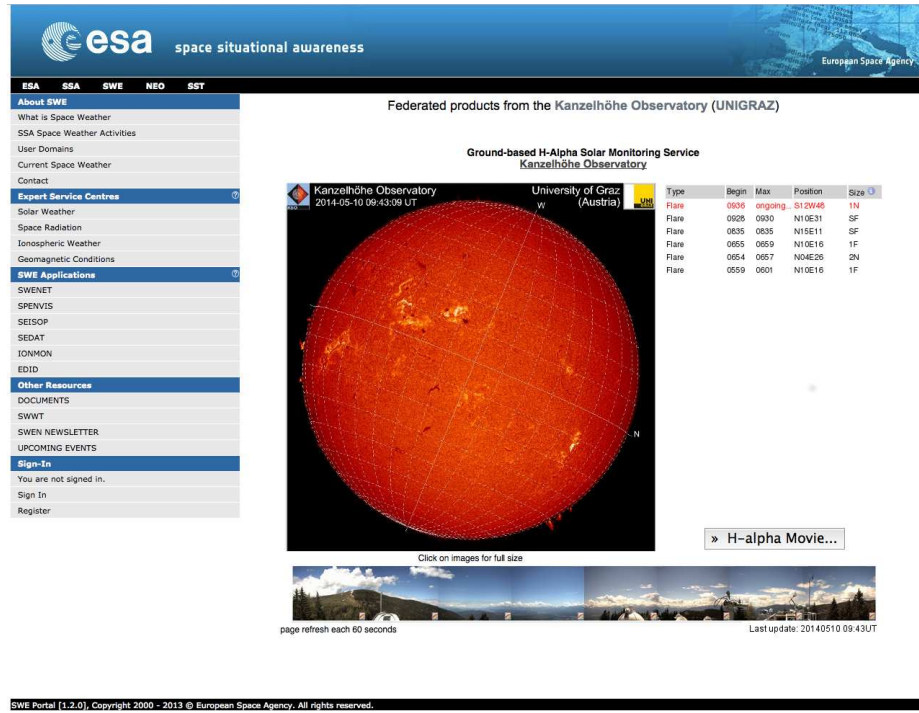 esa space situational awareness
European Space Agency
ESA SSA SWE NEO SST
About SWE
What is Space Weather
SSA Space Weather Activities
User Domains
Current Space Weather
Contact
Expert Service Centres
Solar Weather
Space Radiation
Ionospheric Weather
Geomagnetic Conditions
SWE Applications
SWENET
SPENVIS
SEISOP
SEDAT
IONMON
EDID
Other Resources
DOCUMENTS
SWWT
SWEN NEWSLETTER
UPCOMING EVENTS
Sign-In
You are not signed in.
Sign In
Register
Federated products from the Kanzelhöhe Observatory (UNIGRAZ)
Ground-based H-Alpha Solar Monitoring Service
Kanzelhöhe Observatory
Kanzelhöhe Observatory University of Graz
2014-05-10 09:43:09 UT W (Austria)
UNI
N
Type Begin Max Position Size
Flare 0936 ongoing... S12W46 1N
Flare 0928 0930 N10E31 SF
Flare 0835 0835 N15E11 SF
Flare 0655 0659 N10E16 1F
Flare 0654 0657 N04E26 2N
Flare 0559 0601 N10E16 1F
» H-alpha Movie...
Click on images for full size
page refresh each 60 seconds
Last update: 20140510 09:43UT
SWE Portal [1.2.0], Copyright 2000 - 2013 © European Space Agency. All rights reserved.